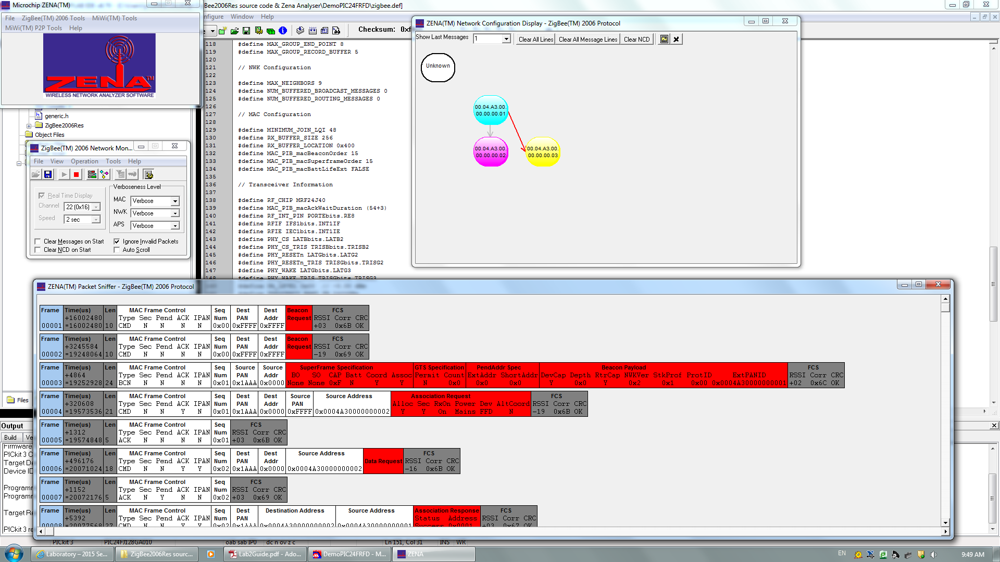 Microchip ZENA(TM)
File ZigBee(TM) 2006 Tools MiWi(TM) Tools
MiWi(TM) P2P Tools Help
ZENA TM
WIRELESS NETWORK ANALYZER SOFTWARE
Bee2006Res source code & Zena Analyser\DemoPIC24FRFD\zigbee.def]
nfigure Window Help
Checksum: 0xf
118 #define MAX_GROUP_END_POINT 8
119 #define MAX_GROUP_RECORD_BUFFER 5
120
121 // NWK Configuration
122
123 #define MAX_NEIGHBORS 9
124 #define NUM_BUFFERED_BROADCAST_MESSAGES 0
125 #define NUM_BUFFERED_ROUTING_MESSAGES 0
126
127 // MAC Configuration
128
129 #define MINIMUM_JOIN_LQI 48
130 #define RX_BUFFER_SIZE 256
131 #define RX_BUFFER_LOCATION 0x400
132 #define MAC_PIB_macBeaconOrder 15
133 #define MAC_PIB_macSuperframeOrder 15
134 #define MAC_PIB_macBattLifeExt FALSE
135
136 // Transceiver Information
137
138 #define RF_CHIP MRF24J40
139 #define MAC_PIB_macAckWaitDuration (54+3)
140 #define RF_INT_PIN PORTEbits.RE8
141 #define RFIF IFS1bits.INT1IF
142 #define RFIE IEC1bits.INT1IE
143 #define PHY_CS LATBbits.LATB2
144 #define PHY_CS_TRIS TRISBbits.TRISB2
145 #define PHY_RESETn LATGbits.LATG2
146 #define PHY_RESETn_TRIS TRISGbits.TRISG2
147 #define PHY_WAKE LATGbits.LATG3
#define PHY_WAKE_TRIS TRISGbits.TRISG3
generic.h
ZigBee2006Res
Object Files
Files
ZigBee(TM) 2006 Network Mon...
File View Operation Tools Help
Real Time Display
Channel 22 (0x16)
Speed 2 sec
Verboseness Level
MAC Verbose
NWK Verbose
APS Verbose
Clear Messages on Start Ignore Invalid Packets
Clear NCD on Start Auto Scroll
ZENA(TM) Network Configuration Display - ZigBee(TM) 2006 Protocol
Show Last Messages 1 Clear All Lines Clear All Message Lines Clear NCD
Unknown
00.04.A3.00.
00.00.00.01
00.04.A3.00.
00.00.00.02
00.04.A3.00.
00.00.00.03
ZENA(TM) Packet Sniffer - ZigBee(TM) 2006 Protocol
Frame Time(us) Len MAC Frame Control Seq Dest Dest Beacon FCS
+16002480 Type Sec Pend ACK IPAN Num PAN Addr Request RSSI Corr CRC
00001 =16002480 10 CMD N N N N 0x00 0xFFFF 0xFFFF +03 0x6B OK
Frame Time(us) Len MAC Frame Control Seq Dest Dest Beacon FCS
+3245584 Type Sec Pend ACK IPAN Num PAN Addr Request RSSI Corr CRC
00002 =19248064 10 CMD N N N N 0x00 0xFFFF 0xFFFF -19 0x69 OK
Frame Time(us) Len MAC Frame Control Seq Source Source SuperFrame Specification GTS Specification PendAddr Spec Beacon Payload FCS
+4864 Type Sec Pend ACK IPAN Num PAN Addr BO SO CAP Batt Coord Assoc Permit Count ExtAddr ShortAddr DevCap Depth RtrCap NWKVer StkProf ProtID ExtPANID RSSI Corr CRC
00003 =19252928 24 BCN N N N N 0x01 0x1AAA 0x0000 None None 0xF N Y Y N 0x0 0x0 0x0 Y 0x0 Y 0x2 0x1 0x00 0x0004A30000000001 +02 0x6C OK
Frame Time(us) Len MAC Frame Control Seq Dest Dest Source Source Address Association Request FCS
+320608 Type Sec Pend ACK IPAN Num PAN Addr PAN Alloc Sec RxOn Power Dev AltCoord RSSI Corr CRC
00004 =19573536 21 CMD N N Y N 0x01 0x1AAA 0x0000 0xFFFF 0x0004A30000000002 Y Y On Mains FFD N -19 0x6B OK
Frame Time(us) Len MAC Frame Control Seq FCS
+1312 Type Sec Pend ACK IPAN Num RSSI Corr CRC
00005 =19574848 5 ACK N N N N 0x01 +03 0x6B OK
Frame Time(us) Len MAC Frame Control Seq Dest Dest Source Address FCS
+496176 Type Sec Pend ACK IPAN Num PAN Addr Data Request RSSI Corr CRC
00006 =20071024 18 CMD N N Y Y 0x02 0x1AAA 0x0000 0x0004A30000000002 -16 0x6B OK
Frame Time(us) Len MAC Frame Control Seq FCS
+1152 Type Sec Pend ACK IPAN Num RSSI Corr CRC
00007 =20072176 5 ACK N Y N N 0x02 +03 0x69 OK
Frame Time(us) Len MAC Frame Control Seq Dest Destination Address Source Address Association Response FCS
+5392 Type Sec Pend ACK IPAN Num PAN Status Address RSSI Corr CRC
00008 =20077568 27 CMD N N Y Y 0x02 0x1AAA 0x0004A30000000002 0x0004A30000000001 Success 0x0001 +03 0x67 OK
Output
Build Ve
Firmware
PICkit 3 C
Target De
Device ID
Programm
Programm
Target Re
PICkit 3 re
PICkit 3 PIC24FJ128GA010 oab sab IP0 dc n ov z c Ln 151, Col 31 INS WR
Laboratory – 2015 Se... ZigBee2006Res sourc... Lab2Guide.pdf - Ado... DemoPIC24FRFD - M... ZENA EN 9:49 AM